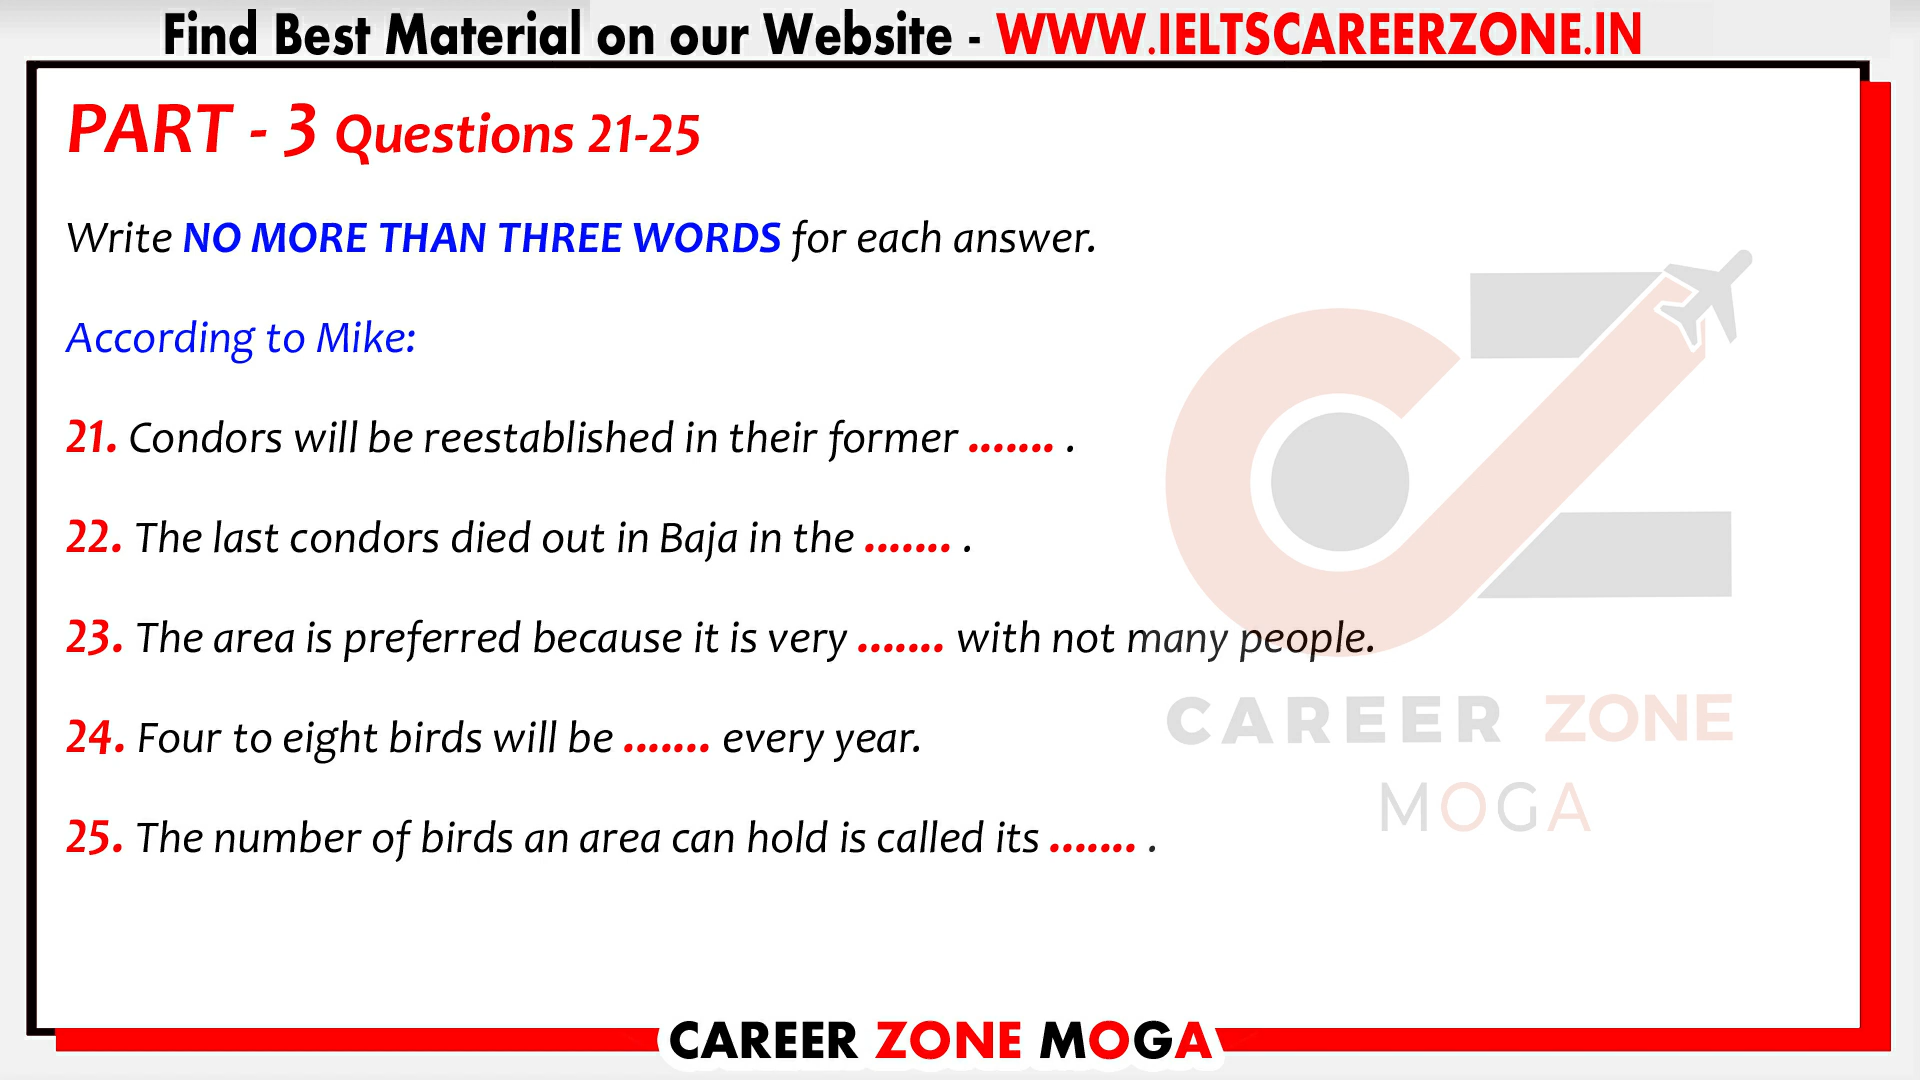 Find Best Material on our Website - WWW.IELTSCAREERZONE.IN
PART - 3 Questions 21-25
Write NO MORE THAN THREE WORDS for each answer.
According to Mike:
21. Condors will be reestablished in their former ....... .
22. The last condors died out in Baja in the ....... .
23. The area is preferred because it is very ....... with not many people.
24. Four to eight birds will be ....... every year.
25. The number of birds an area can hold is called its ....... .
CAREER ZONE
MOGA
CAREER ZONE MOGA